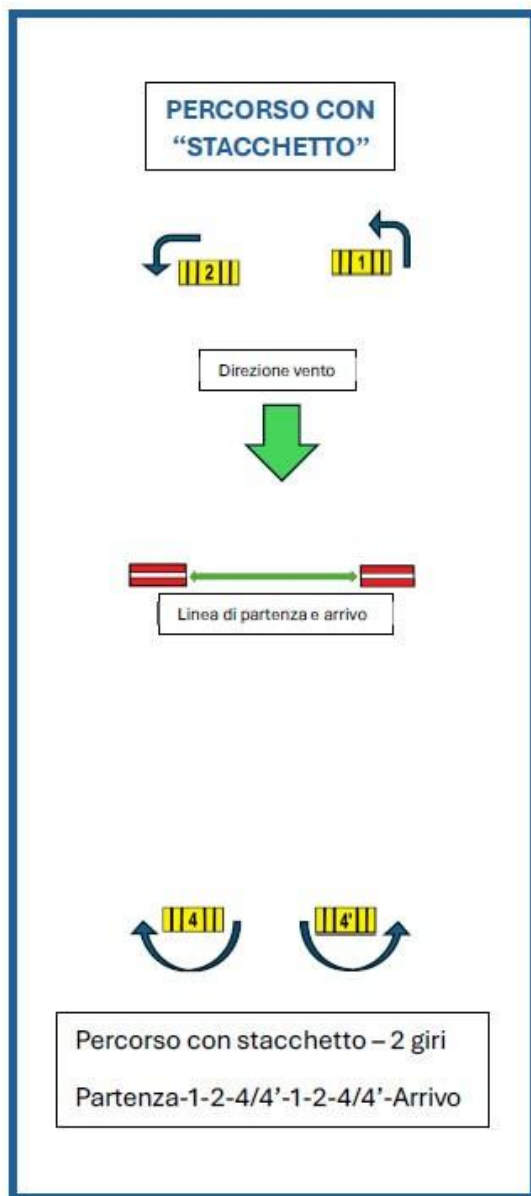 PERCORSO CON
“STACCHETTO”
2
1
Direzione vento
Linea di partenza e arrivo
4
4'
Percorso con stacchetto – 2 giri
Partenza-1-2-4/4’-1-2-4/4’-Arrivo